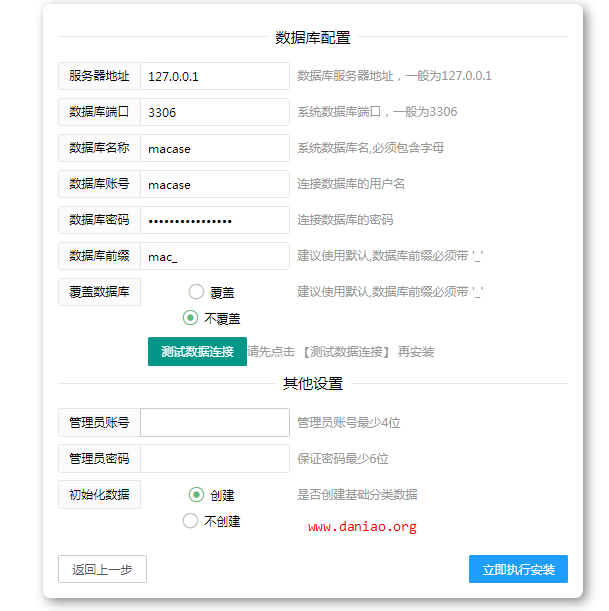 数据库配置
服务器地址 127.0.0.1 数据库服务器地址，一般为127.0.0.1
数据库端口 3306 系统数据库端口，一般为3306
数据库名称 macase 系统数据库名,必须包含字母
数据库账号 macase 连接数据库的用户名
数据库密码 •••••••••••••••• 连接数据库的密码
数据库前缀 mac_ 建议使用默认,数据库前缀必须带 '_'
覆盖数据库 覆盖 建议使用默认,数据库前缀必须带 '_'
不覆盖
测试数据连接 请先点击 【测试数据连接】 再安装
其他设置
管理员账号 管理员账号最少4位
管理员密码 保证密码最少6位
初始化数据 创建 是否创建基础分类数据
不创建 www.daniao.org
返回上一步 立即执行安装